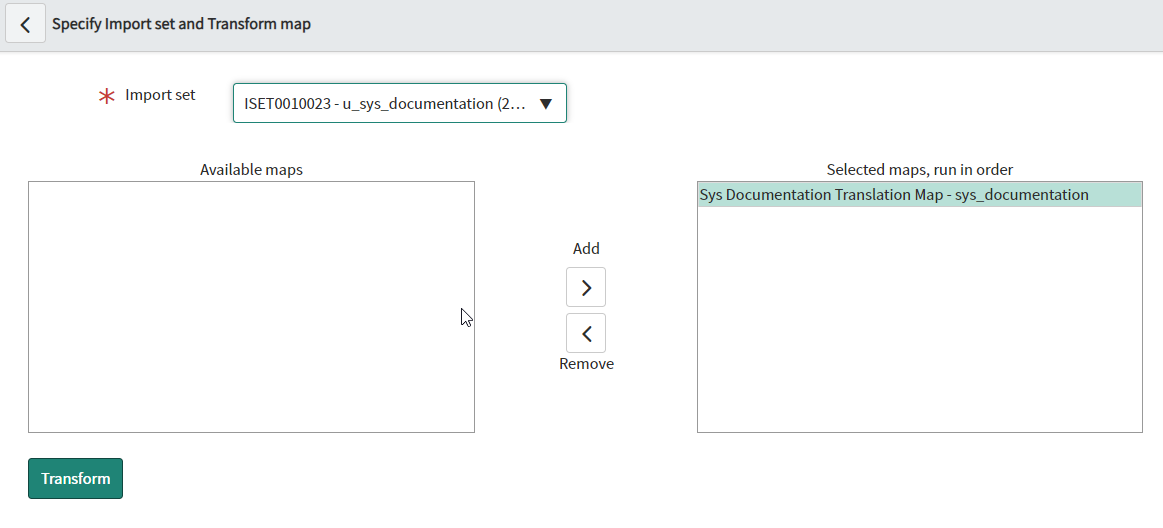 Specify Import set and Transform map
Import set
ISET0010023 - u_sys_documentation (2...
Available maps
Selected maps, run in order
Sys Documentation Translation Map - sys_documentation
Add
Remove
Transform